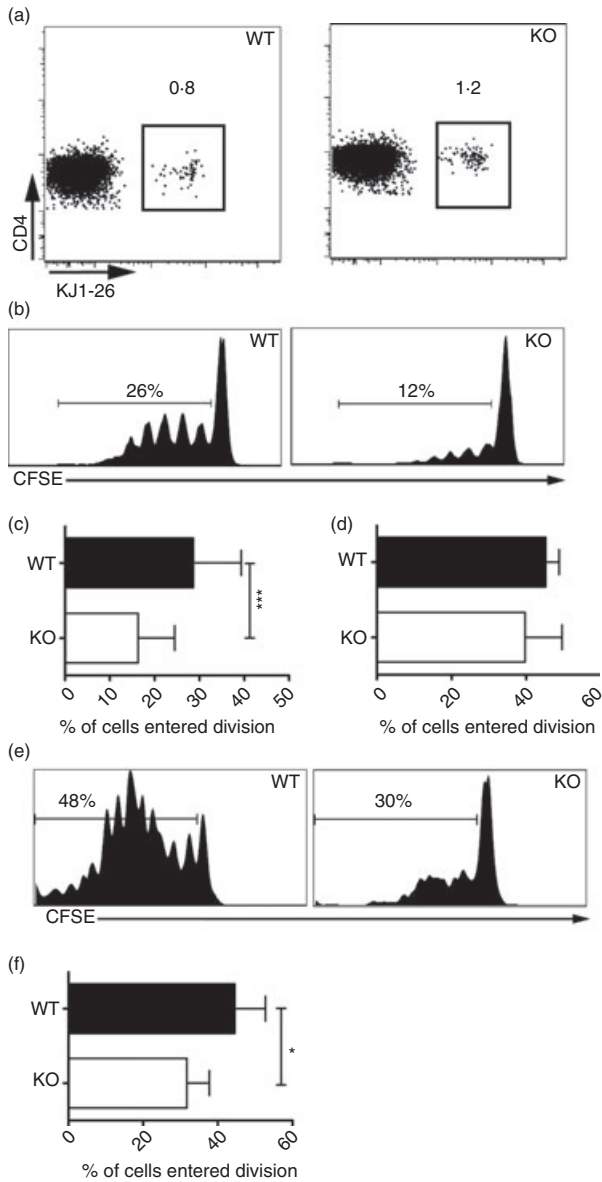 (a)
WT
KO
0·8
1·2
CD4
KJ1-26
(b)
WT
KO
26%
12%
CFSE
(c)
WT
KO
***
0 10 20 30 40 50
% of cells entered division
(d)
WT
KO
0 20 40 60
% of cells entered division
(e)
WT
KO
48%
30%
CFSE
(f)
WT
KO
*
0 20 40 60
% of cells entered division